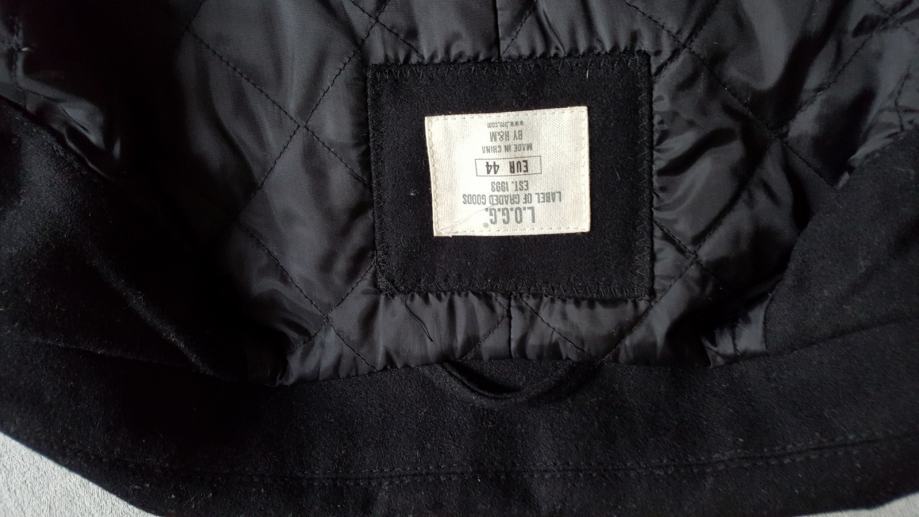 L.O.G.G.®
LABEL OF GRADED GOODS
EST. 1993
EUR 44
MADE IN CHINA
BY H&M
www.hm.com